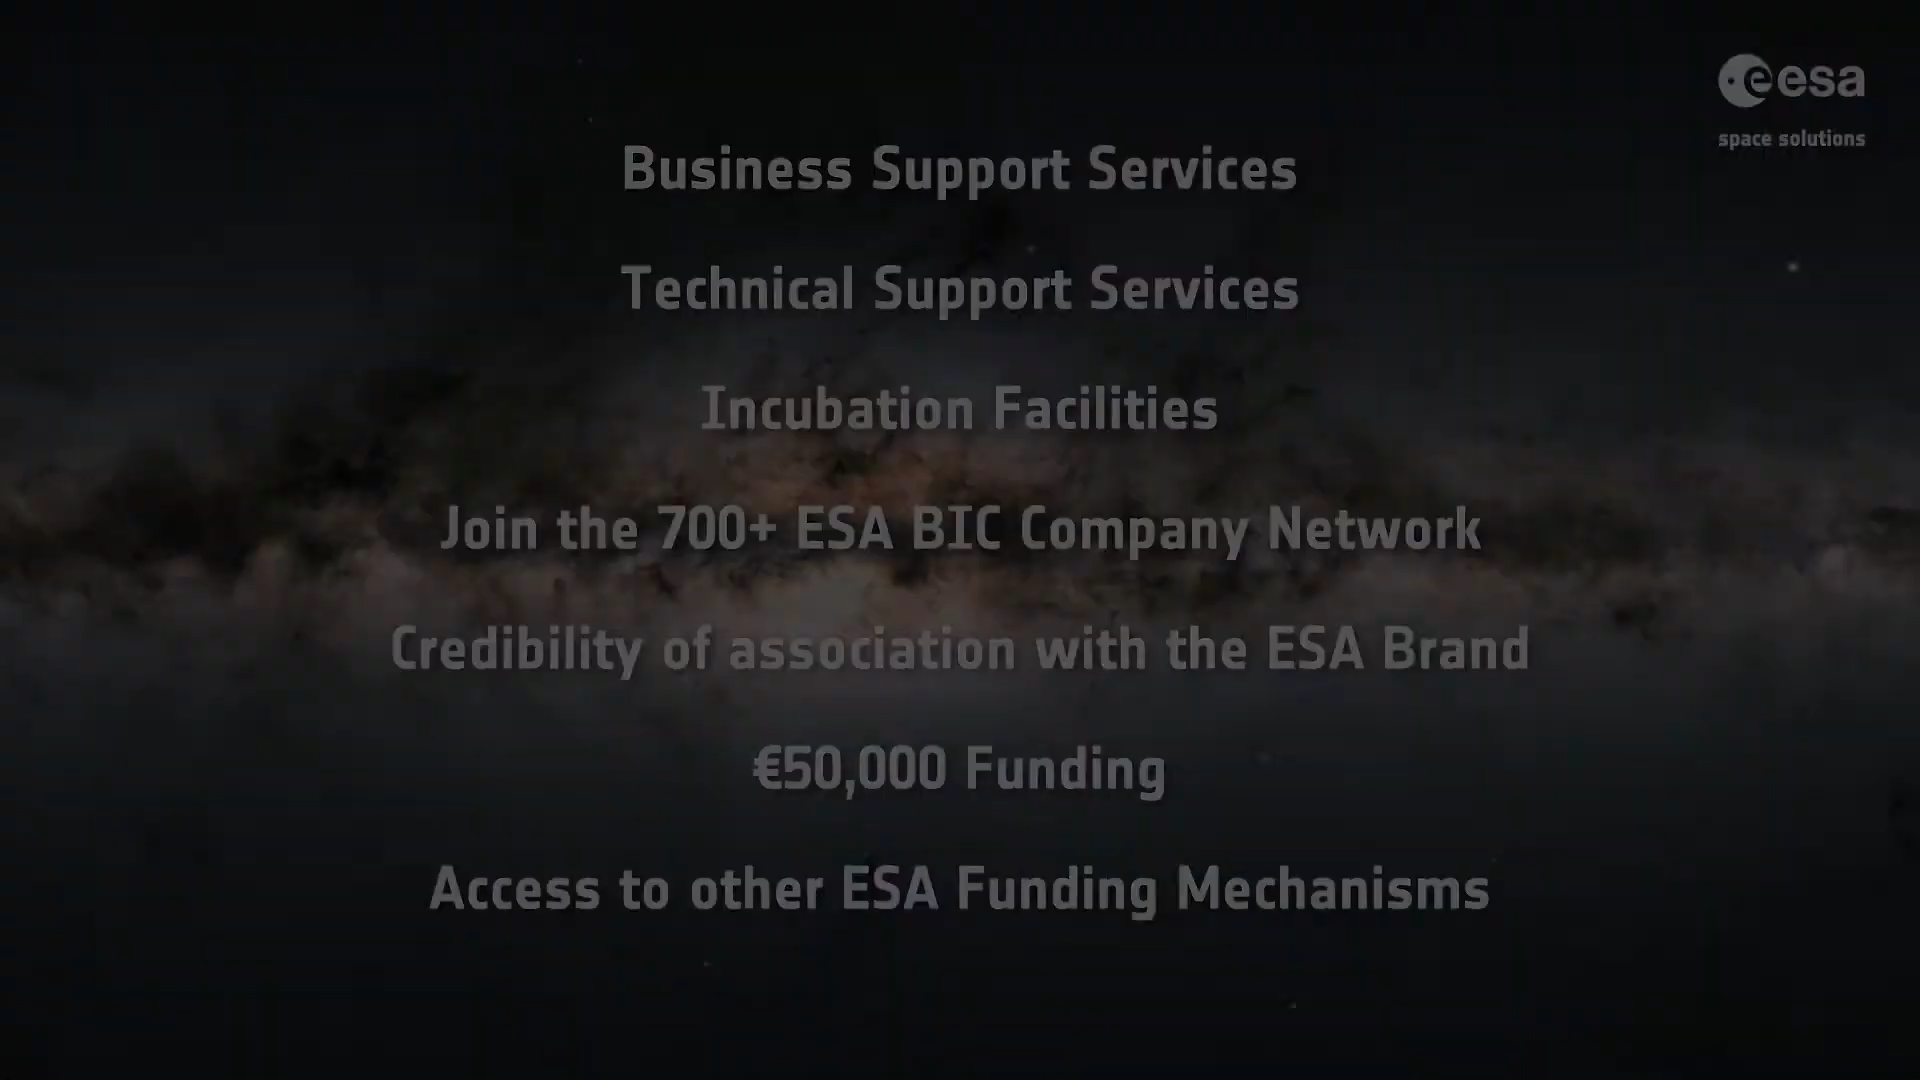 esa
space solutions
Business Support Services
Technical Support Services
Incubation Facilities
Join the 700+ ESA BIC Company Network
Credibility of association with the ESA Brand
€50,000 Funding
Access to other ESA Funding Mechanisms